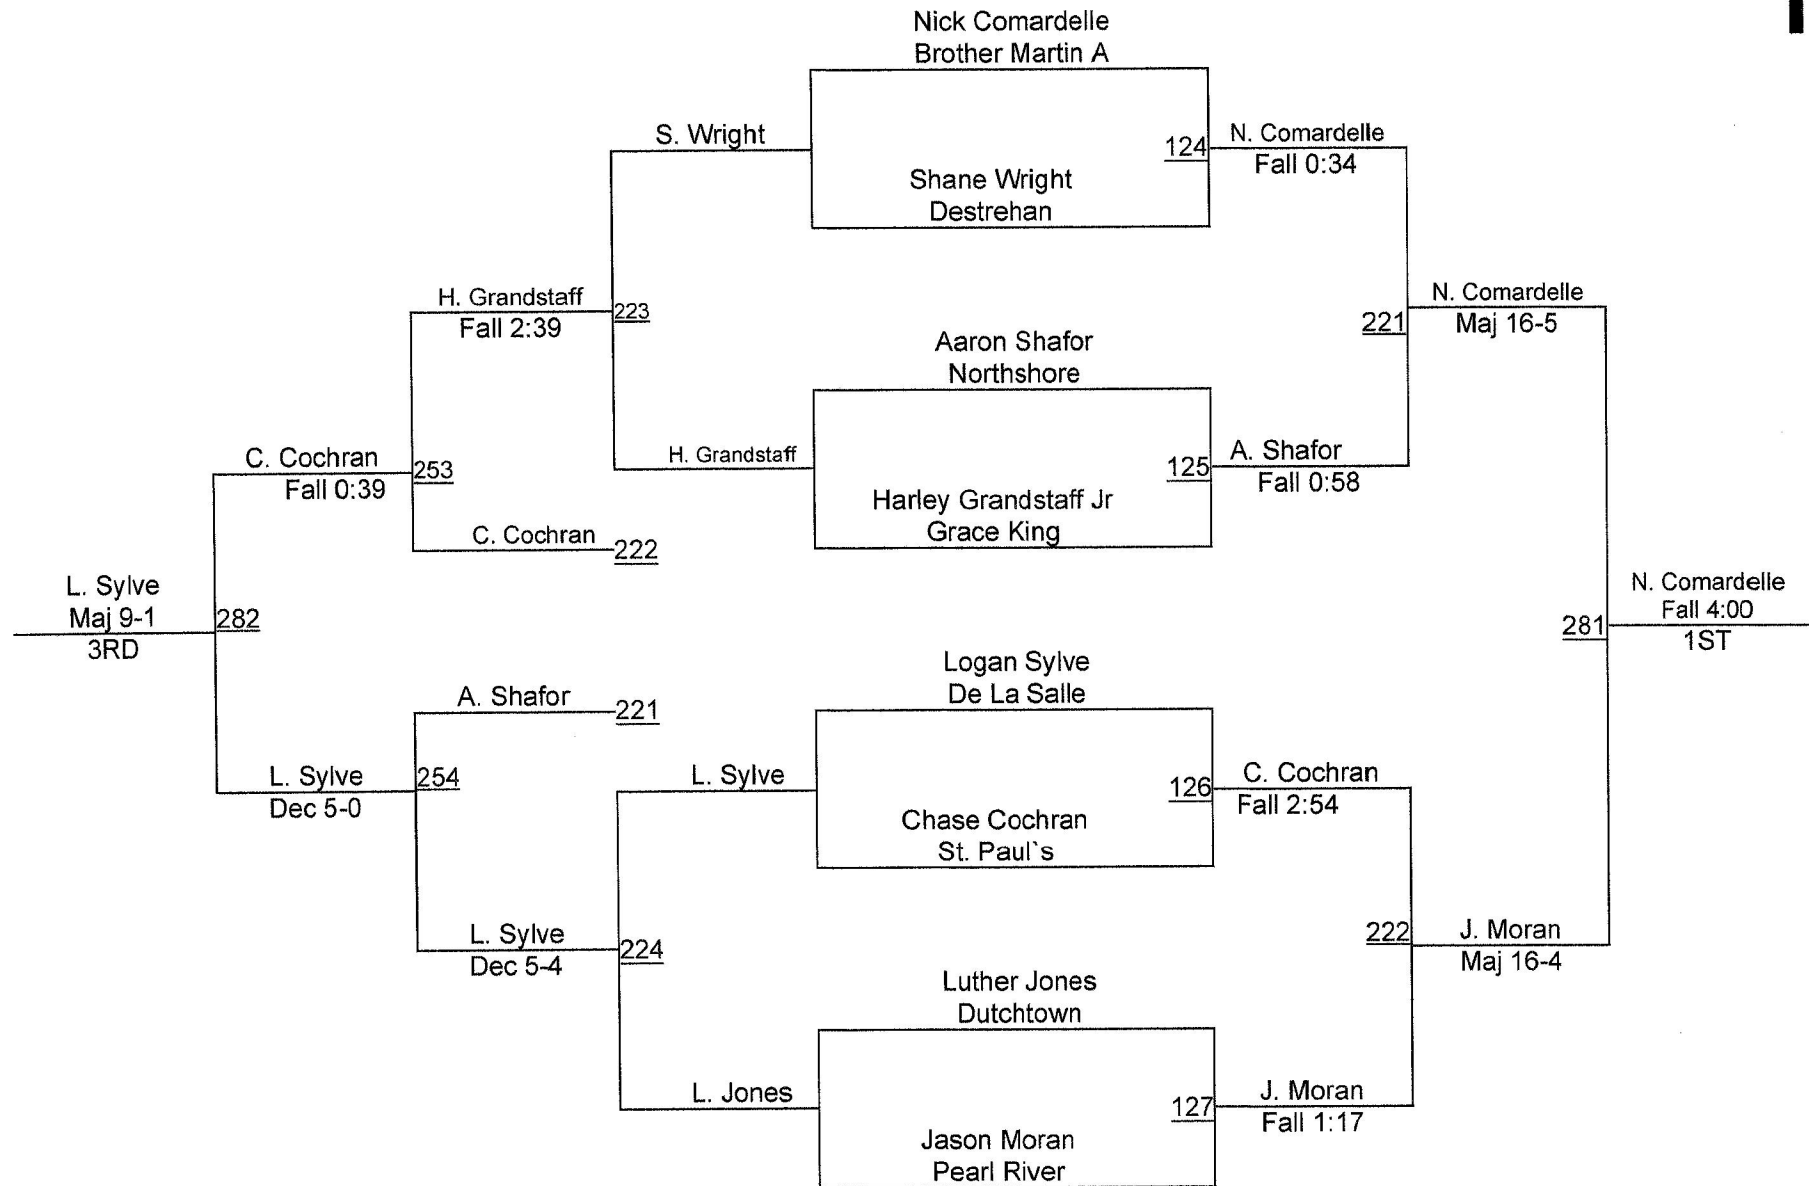 Nick Comardelle
Brother Martin A
S. Wright
124
N. Comardelle
Fall 0:34
Shane Wright
Destrehan
H. Grandstaff
Fall 2:39
223
N. Comardelle
Maj 16-5
221
Aaron Shafor
Northshore
C. Cochran
Fall 0:39
253
H. Grandstaff
125
A. Shafor
Fall 0:58
Harley Grandstaff Jr
Grace King
C. Cochran
222
L. Sylve
Maj 9-1
3RD
282
N. Comardelle
Fall 4:00
1ST
281
Logan Sylve
De La Salle
A. Shafor
221
L. Sylve
Dec 5-0
254
L. Sylve
126
C. Cochran
Fall 2:54
Chase Cochran
St. Paul`s
L. Sylve
Dec 5-4
224
222
J. Moran
Maj 16-4
Luther Jones
Dutchtown
L. Jones
127
J. Moran
Fall 1:17
Jason Moran
Pearl River